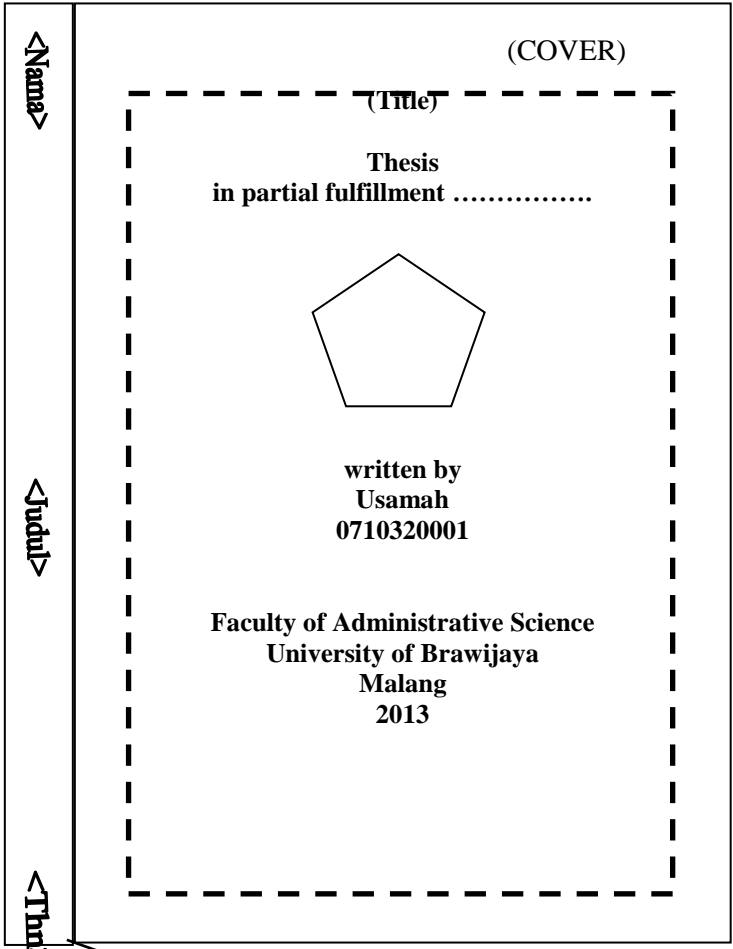 <Nama>
<Judul>
(COVER)
(Title)
Thesis
in partial fulfillment ……………..
written by
Usamah
0710320001
Faculty of Administrative Science
University of Brawijaya
Malang
2013